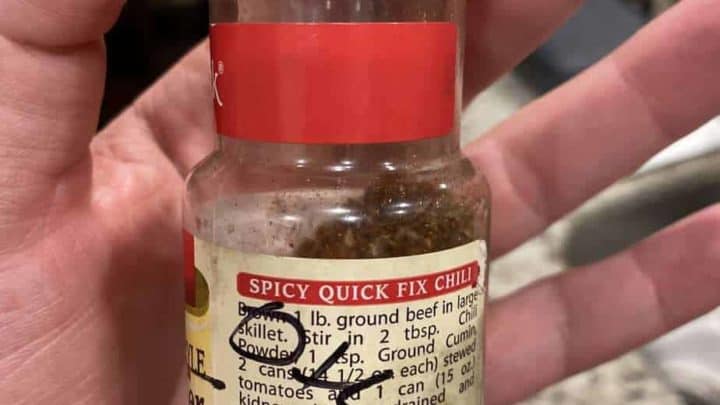 k®
SPICY QUICK FIX CHILI
Brown 1 lb. ground beef in large
skillet. Stir in 2 tbsp. Chili
Powder 1 tsp. Ground Cumin,
2 cans (14 1/2 oz each) stewed
tomatoes and 1 can (15 oz.)
drained and
OK